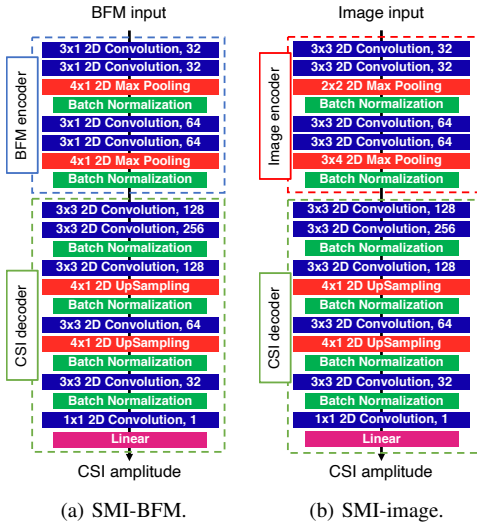 BFM input
BFM encoder
3x1 2D Convolution, 32
3x1 2D Convolution, 32
4x1 2D Max Pooling
Batch Normalization
3x1 2D Convolution, 64
3x1 2D Convolution, 64
4x1 2D Max Pooling
Batch Normalization
CSI decoder
3x3 2D Convolution, 128
3x3 2D Convolution, 256
Batch Normalization
3x3 2D Convolution, 128
4x1 2D UpSampling
Batch Normalization
3x3 2D Convolution, 64
4x1 2D UpSampling
Batch Normalization
3x3 2D Convolution, 32
Batch Normalization
1x1 2D Convolution, 1
Linear
CSI amplitude
(a) SMI-BFM.
Image input
Image encoder
3x3 2D Convolution, 32
3x3 2D Convolution, 32
2x2 2D Max Pooling
Batch Normalization
3x3 2D Convolution, 64
3x3 2D Convolution, 64
3x4 2D Max Pooling
Batch Normalization
CSI decoder
3x3 2D Convolution, 128
3x3 2D Convolution, 256
Batch Normalization
3x3 2D Convolution, 128
4x1 2D UpSampling
Batch Normalization
3x3 2D Convolution, 64
4x1 2D UpSampling
Batch Normalization
3x3 2D Convolution, 32
Batch Normalization
1x1 2D Convolution, 1
Linear
CSI amplitude
(b) SMI-image.